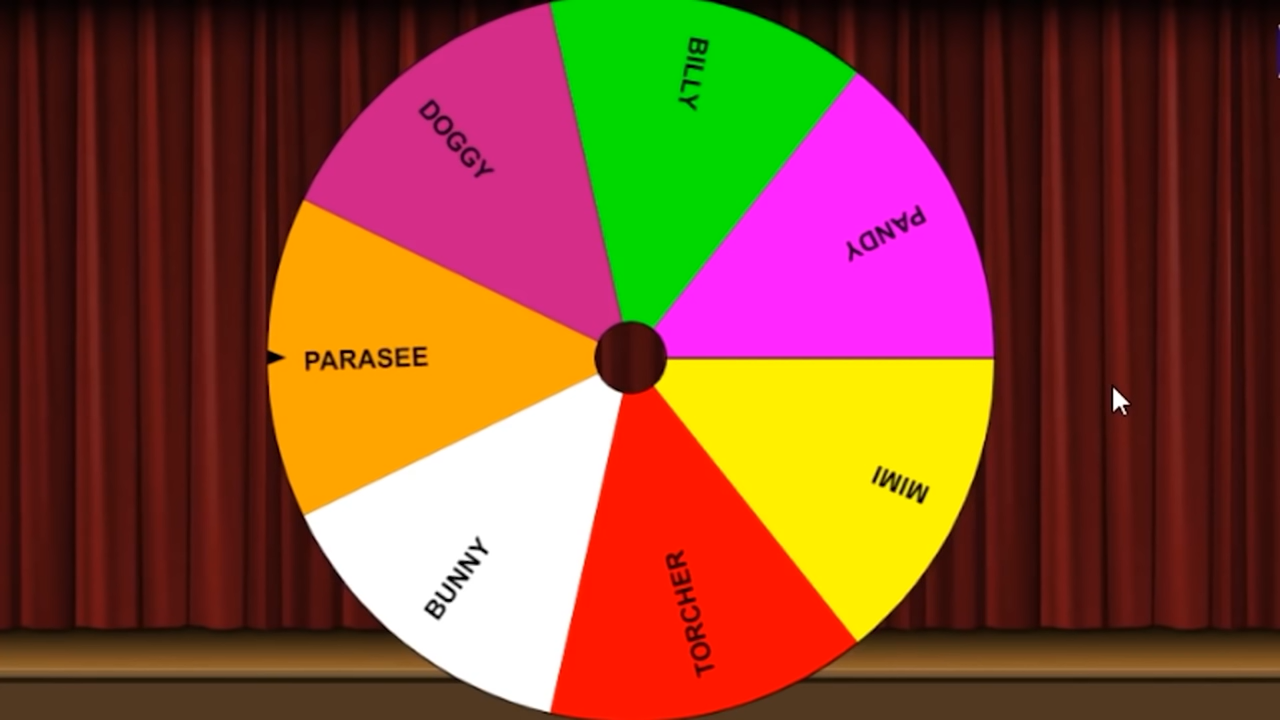 BILLY
DOGGY
PANDY
PARASEE
MIMI
BUNNY
TORCHER